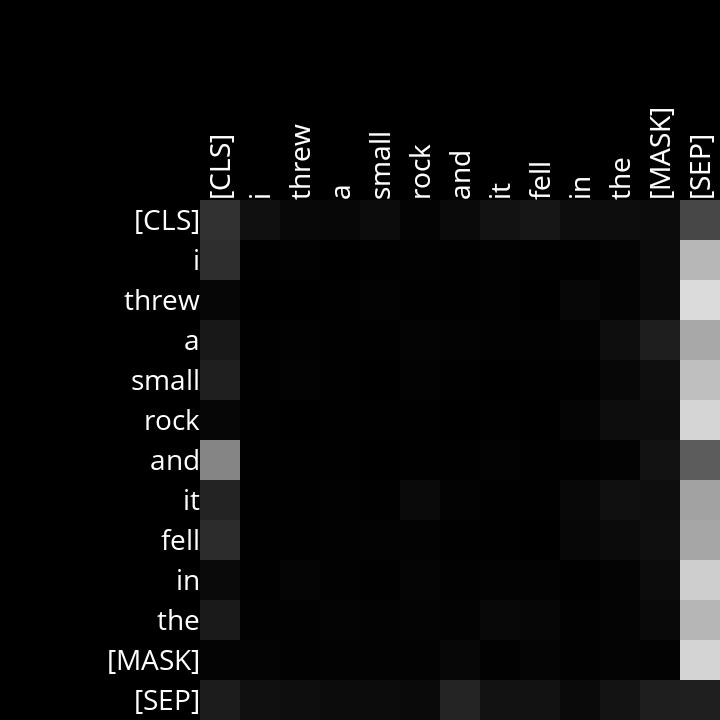 [CLS] i threw a small rock and it fell in the [MASK] [SEP]
[CLS]
i
threw
a
small
rock
and
it
fell
in
the
[MASK]
[SEP]